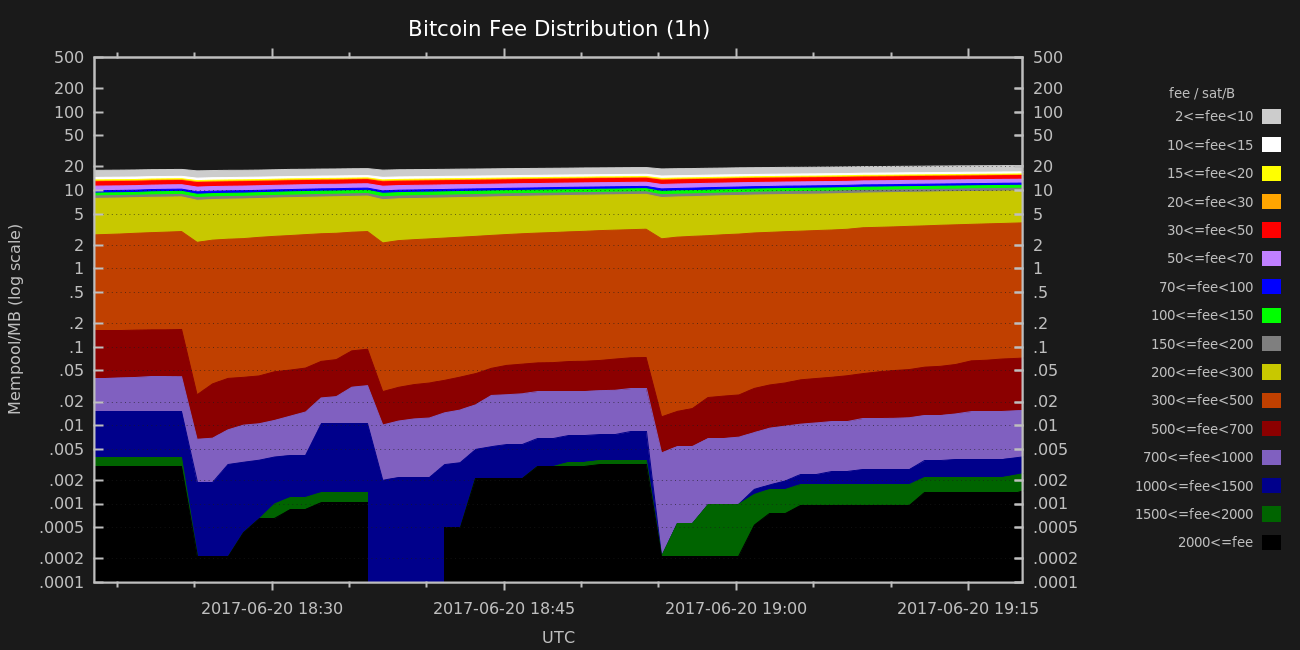 Bitcoin Fee Distribution (1h)
Mempool/MB (log scale)
500
200
100
50
20
10
5
2
1
.5
.2
.1
.05
.02
.01
.005
.002
.001
.0005
.0002
.0001
500
200
100
50
20
10
5
2
1
.5
.2
.1
.05
.02
.01
.005
.002
.001
.0005
.0002
.0001
2017-06-20 18:30
2017-06-20 18:45
2017-06-20 19:00
2017-06-20 19:15
UTC
fee / sat/B
2<=fee<10
10<=fee<15
15<=fee<20
20<=fee<30
30<=fee<50
50<=fee<70
70<=fee<100
100<=fee<150
150<=fee<200
200<=fee<300
300<=fee<500
500<=fee<700
700<=fee<1000
1000<=fee<1500
1500<=fee<2000
2000<=fee